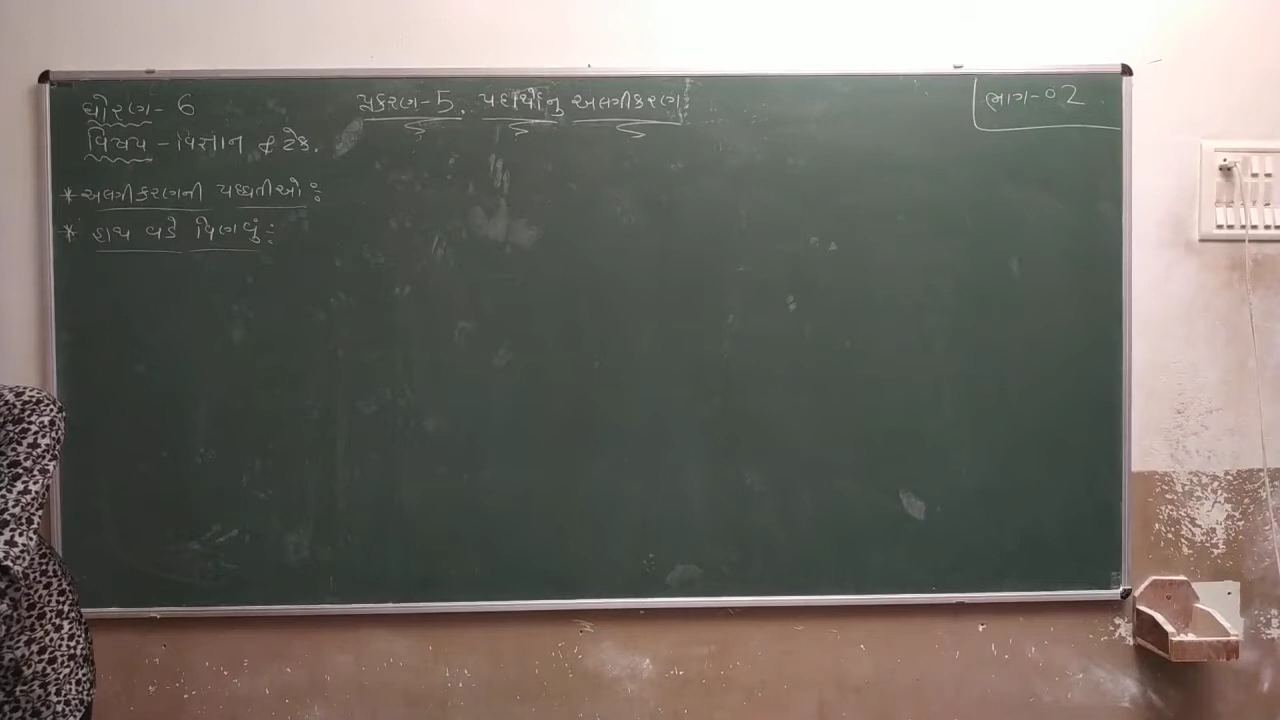 ધોરણ - 6
પ્રકરણ - 5. પદાર્થોનુ અલગીકરણ:
ભાગ - 02
વિષય - વિજ્ઞાન & ટેક.
* અલગીકરણની પધ્ધતીઓ:
* હાથ વડે વિણવું: